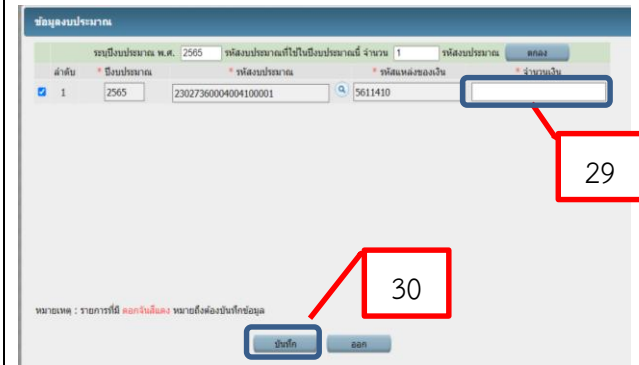 ข้อมูลงบประมาณ
ระบุปีงบประมาณ พ.ศ. 2565 รหัสงบประมาณที่ใช้ในปีงบประมาณนี้ จำนวน 1 รหัสงบประมาณ ตกลง
ลำดับ * ปีงบประมาณ * รหัสงบประมาณ * รหัสแหล่งของเงิน * จำนวนเงิน
1 2565 23027360004004100001 5611410
29
30
หมายเหตุ : รายการที่มี ดอกจันสีแดง หมายถึงต้องบันทึกข้อมูล
บันทึก ออก